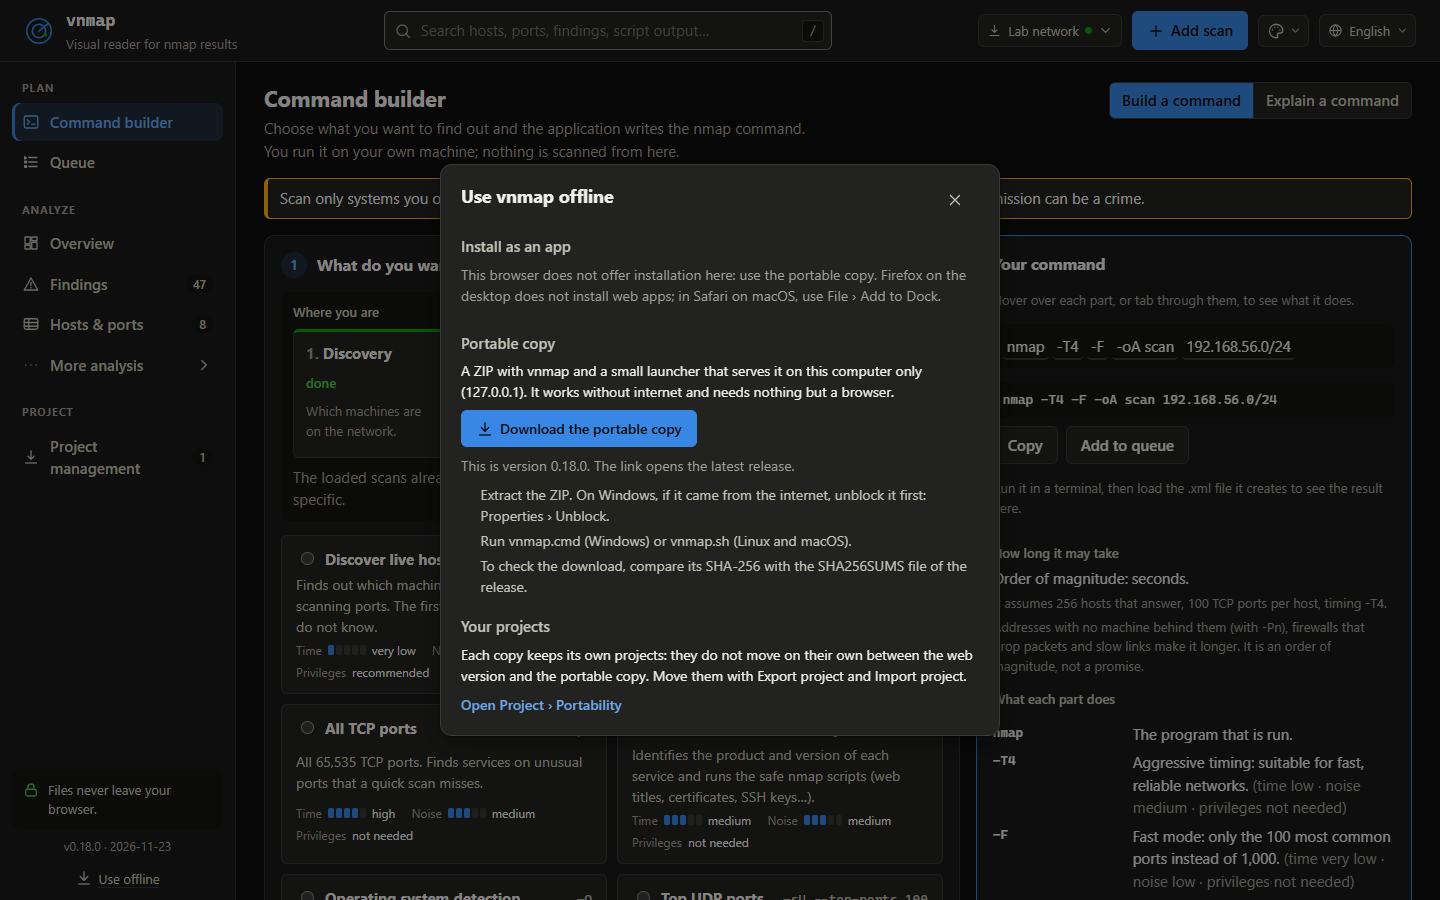 vnmap
Visual reader for nmap results
Search hosts, ports, findings, script output...
/
Lab network
Add scan
English
PLAN
Command builder
Queue
ANALYZE
Overview
Findings
47
Hosts & ports
8
More analysis
PROJECT
Project
management
1
Files never leave your
browser.
v0.18.0 · 2026-11-23
Use offline
Command builder
Choose what you want to find out and the application writes the nmap command.
You run it on your own machine; nothing is scanned from here.
Build a command
Explain a command
Scan only systems you o
mission can be a crime.
1
What do you wa
Where you are
1. Discovery
done
Which machines are
on the network.
The loaded scans alrea
specific.
Discover live hos
Finds out which machin
scanning ports. The first
do not know.
Time
very low
Privileges recommended
All TCP ports
All 65,535 TCP ports. Finds services on unusual
ports that a quick scan misses.
Time
high
Noise
medium
Privileges not needed
Identifies the product and version of each
service and runs the safe nmap scripts (web
titles, certificates, SSH keys...).
Time
medium
Noise
medium
Privileges not needed
Operating system detection
-O
Top UDP ports
-sU --top-ports 100
Use vnmap offline
Install as an app
This browser does not offer installation here: use the portable copy. Firefox on the
desktop does not install web apps; in Safari on macOS, use File › Add to Dock.
Portable copy
A ZIP with vnmap and a small launcher that serves it on this computer only
(127.0.0.1). It works without internet and needs nothing but a browser.
Download the portable copy
This is version 0.18.0. The link opens the latest release.
Extract the ZIP. On Windows, if it came from the internet, unblock it first:
Properties › Unblock.
Run vnmap.cmd (Windows) or vnmap.sh (Linux and macOS).
To check the download, compare its SHA-256 with the SHA256SUMS file of the
release.
Your projects
Each copy keeps its own projects: they do not move on their own between the web
version and the portable copy. Move them with Export project and Import project.
Open Project › Portability
Your command
over over each part, or tab through them, to see what it does.
nmap -T4 -F -oA scan 192.168.56.0/24
nmap -T4 -F -oA scan 192.168.56.0/24
Copy
Add to queue
un it in a terminal, then load the .xml file it creates to see the result
ere.
How long it may take
Order of magnitude: seconds.
assumes 256 hosts that answer, 100 TCP ports per host, timing -T4.
ddresses with no machine behind them (with -Pn), firewalls that
rop packets and slow links make it longer. It is an order of
magnitude, not a promise.
What each part does
nmap
The program that is run.
-T4
Aggressive timing: suitable for fast,
reliable networks. (time low · noise
medium · privileges not needed)
-F
Fast mode: only the 100 most common
ports instead of 1,000. (time very low ·
noise low · privileges not needed)